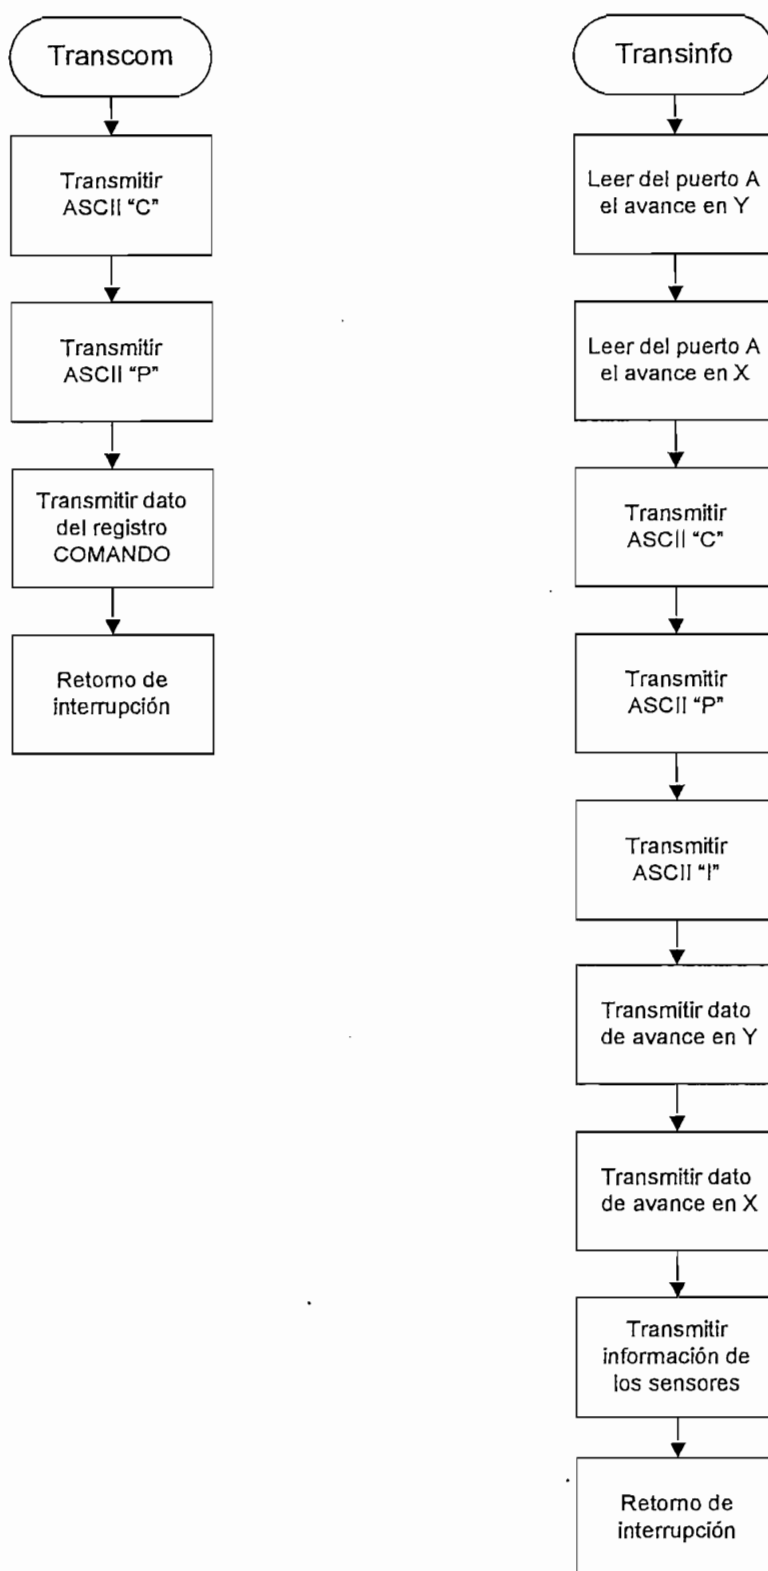 Transcom
Transmitir
ASCII "C"
Transmitir
ASCII "P"
Transmitir dato
del registro
COMANDO
Retorno de
interrupción
Transinfo
Leer del puerto A
el avance en Y
Leer del puerto A
el avance en X
Transmitir
ASCII "C"
Transmitir
ASCII "P"
Transmitir
ASCII "I"
Transmitir dato
de avance en Y
Transmitir dato
de avance en X
Transmitir
información de
los sensores
Retorno de
interrupción